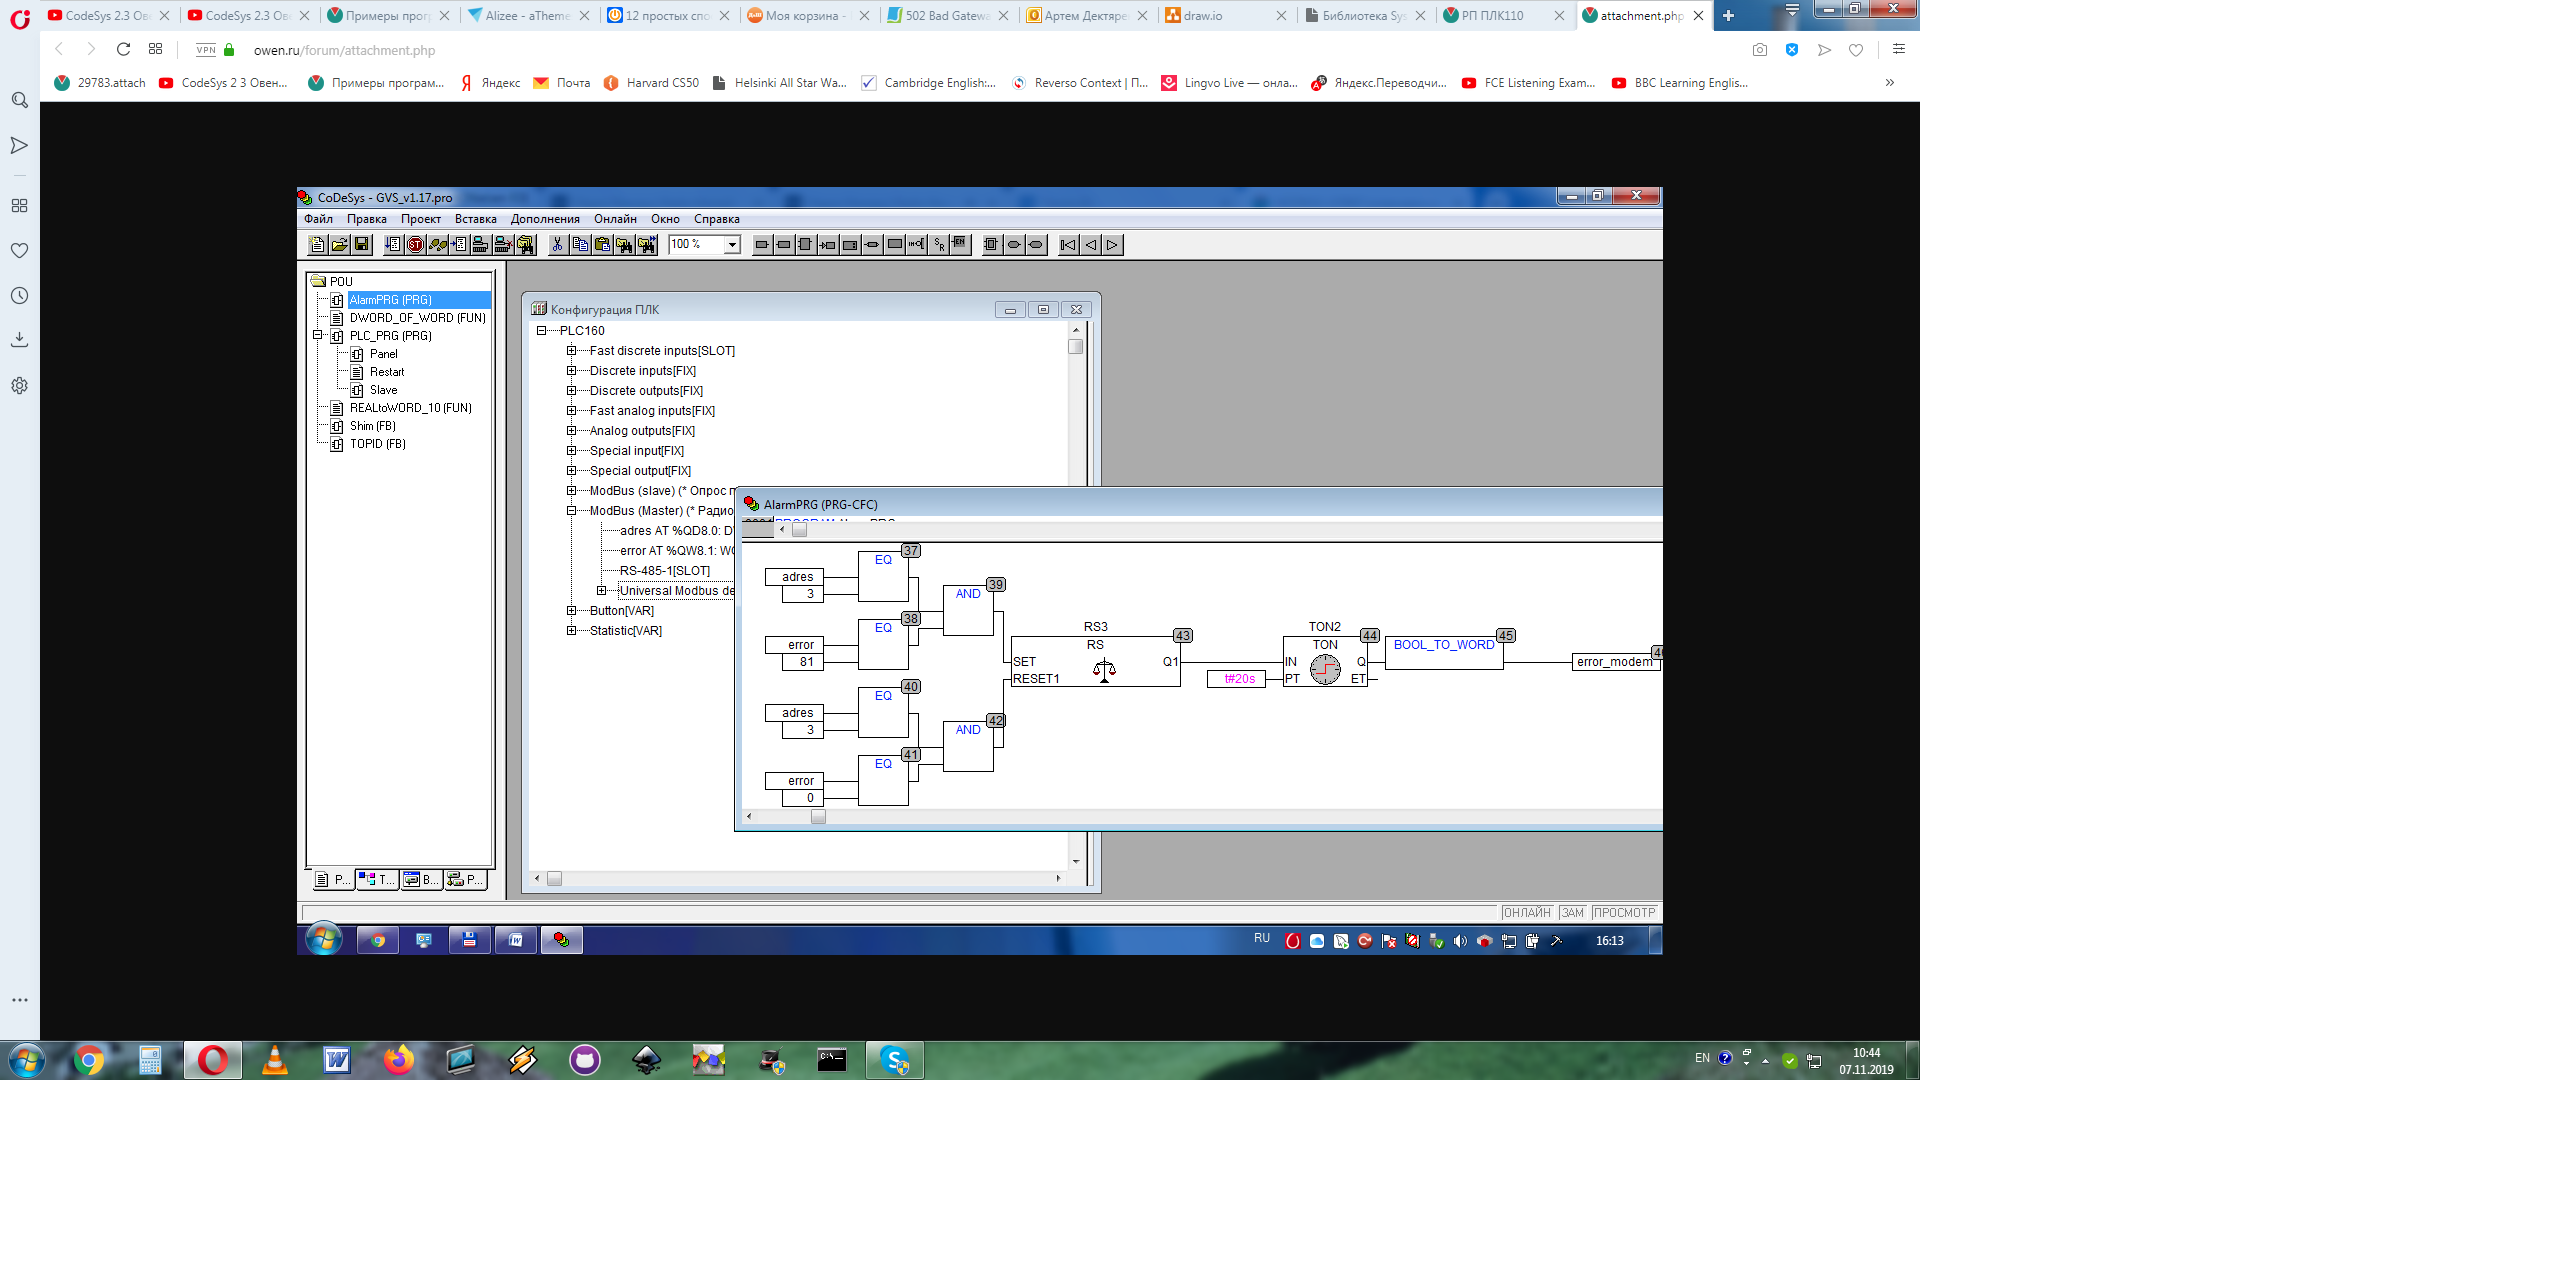 CodeSys 2.3 Ов
CodeSys 2.3 Ов
Примеры прог
Alizee - aTheme
12 простых спо
Моя корзина -
502 Bad Gatew
Артем Дектяре
draw.io
Библиотека Sys
РП ПЛК110
attachment.php
VPN
owen.ru/forum/attachment.php
29783.attach
CodeSys 2 3 Овен...
Примеры програм...
Яндекс
Почта
Harvard CS50
Helsinki All Star Wa...
Cambridge English:...
Reverso Context | П...
Lingvo Live — онла...
Яндекс.Переводчи...
FCE Listening Exam...
BBC Learning Englis...
»
CoDeSys - GVS_v1.17.pro
Файл Правка Проект Вставка Дополнения Онлайн Окно Справка
100 %
POU
AlarmPRG (PRG)
DWORD_OF_WORD (FUN)
PLC_PRG (PRG)
Panel
Restart
Slave
REALtoWORD_10 (FUN)
Shim (FB)
TOPID (FB)
Р...
Т...
В...
Р...
Конфигурация ПЛК
PLC160
Fast discrete inputs[SLOT]
Discrete inputs[FIX]
Discrete outputs[FIX]
Fast analog inputs[FIX]
Analog outputs[FIX]
Special input[FIX]
Special output[FIX]
ModBus (slave) (* Опрос п
ModBus (Master) (* Радио
adres AT %QD8.0: D
error AT %QW8.1: WO
RS-485-1[SLOT]
Universal Modbus de
Button[VAR]
Statistic[VAR]
AlarmPRG (PRG-CFC)
adres
3
EQ
37
error
81
EQ
38
AND
39
adres
3
EQ
40
error
0
EQ
41
AND
42
RS3
RS
43
SET
RESET1
Q1
t#20s
TON2
TON
44
IN
PT
Q
ET
BOOL_TO_WORD
45
error_modem
ОНЛАЙН
ЗАМ
ПРОСМОТР
RU
16:13
EN
10:44
07.11.2019